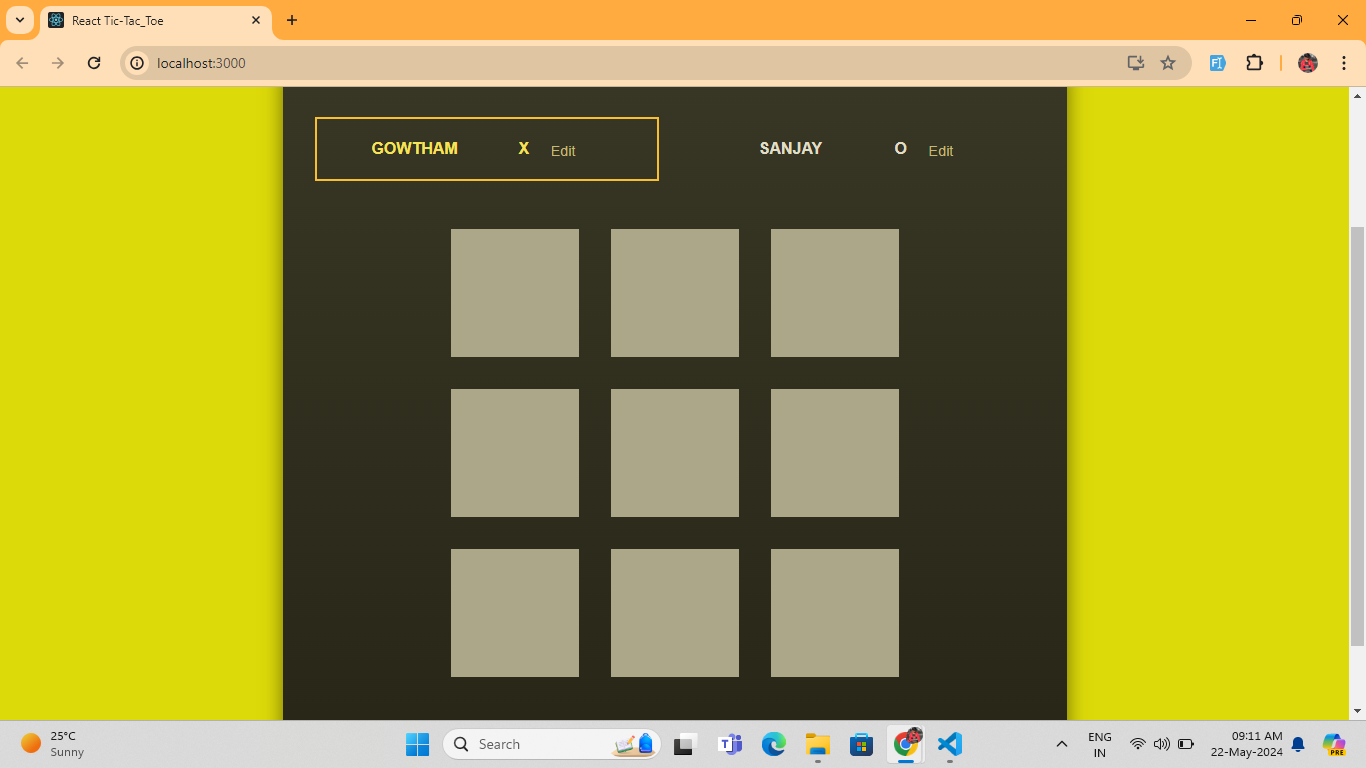 React Tic-Tac_Toe
localhost:3000
GOWTHAM X Edit
SANJAY O Edit
25°C
Sunny
Search
ENG
IN
09:11 AM
22-May-2024
PRE